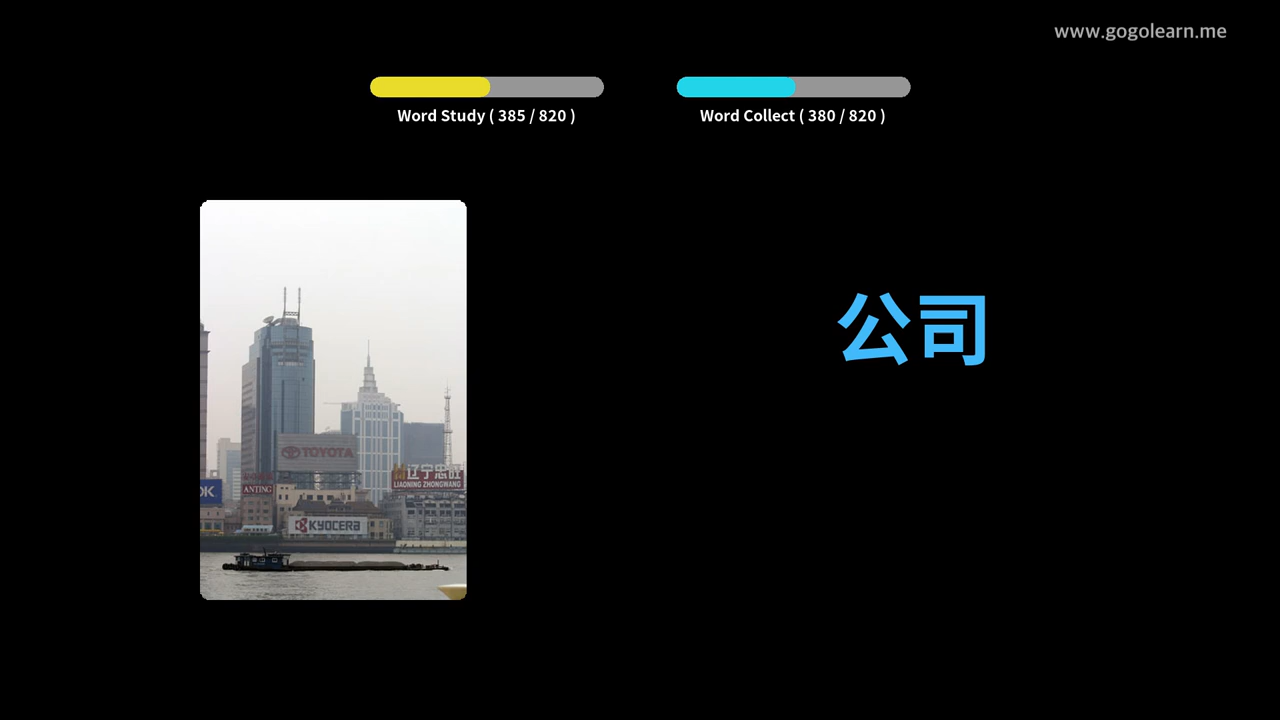 www.gogolearn.me
Word Study ( 385 / 820 )
Word Collect ( 380 / 820 )
公司
TOYOTA
辽宁忠旺
LIAONING ZHONGWANG
OK
ANTING
KYOCERA